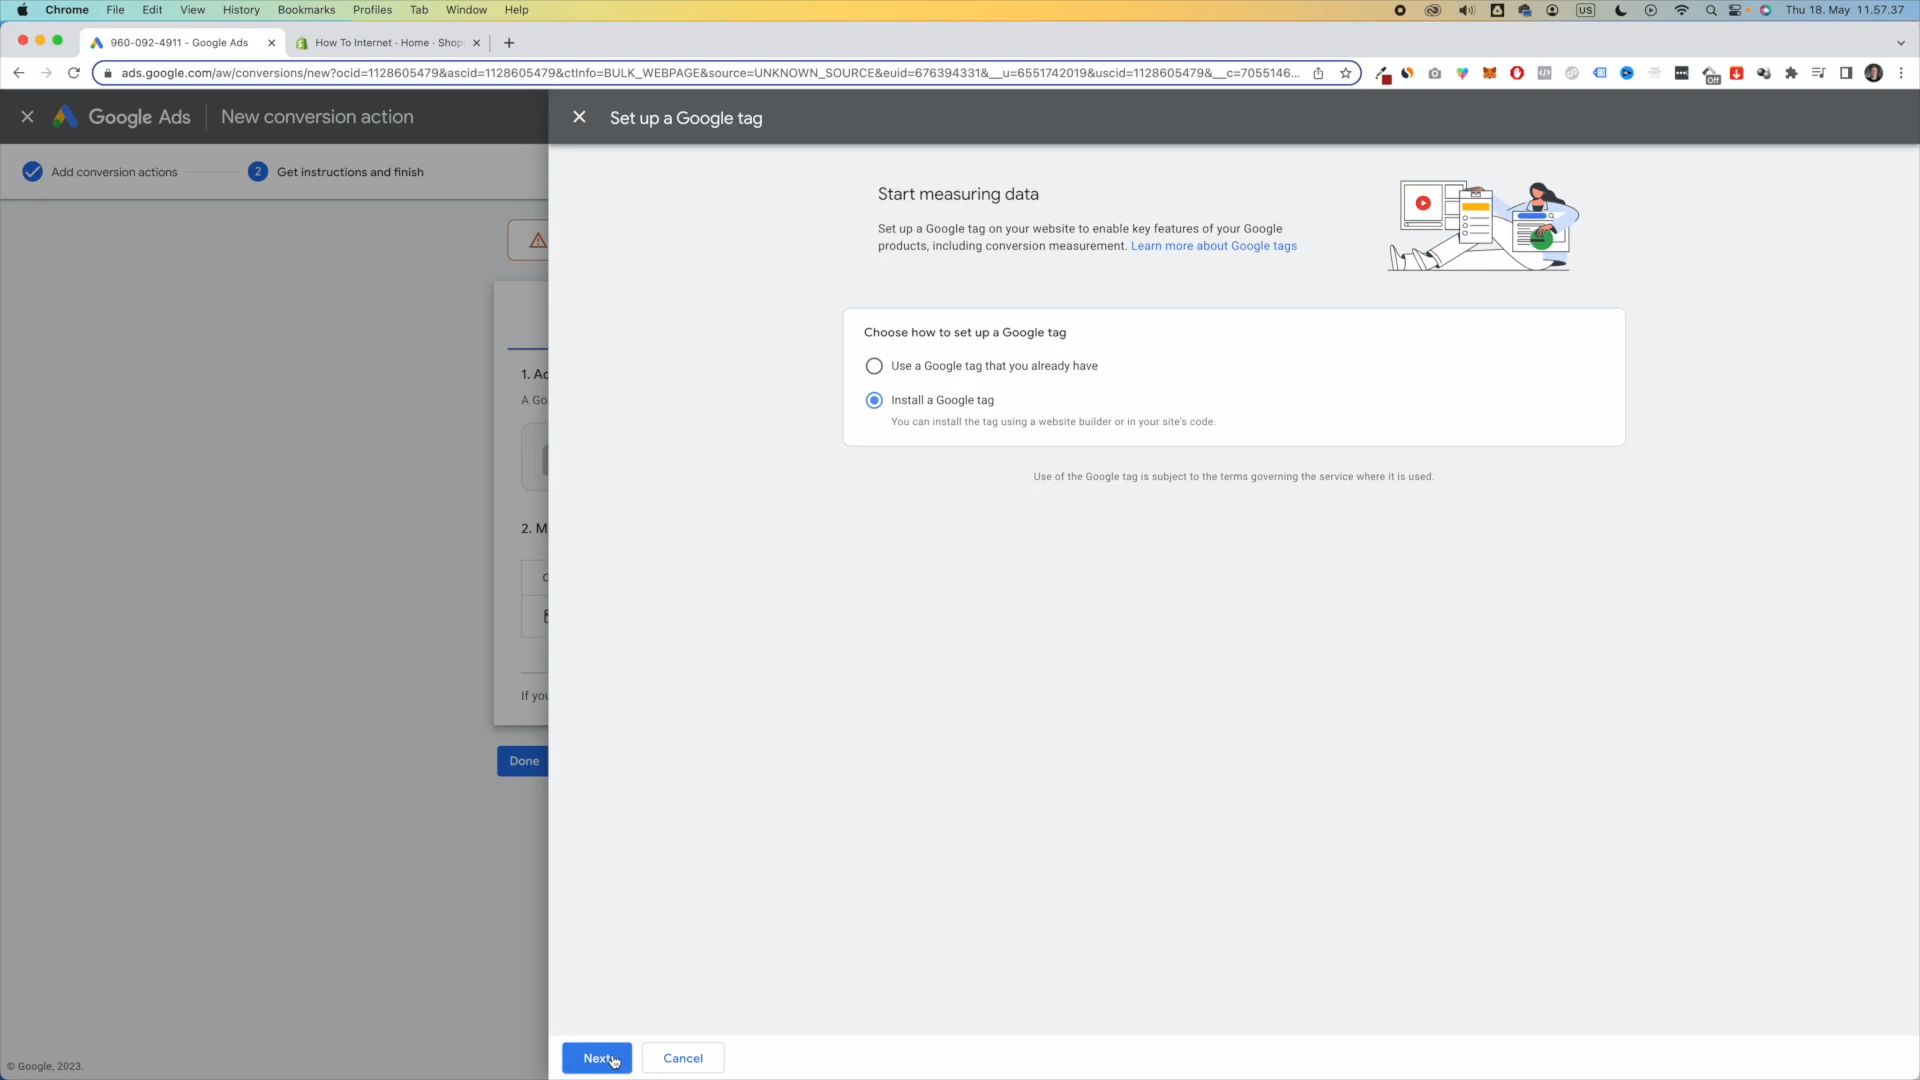 Chrome File Edit View History Bookmarks Profiles Tab Window Help US Thu 18. May 11.57.37
960-092-4911 - Google Ads How To Internet · Home · Shop
ads.google.com/aw/conversions/new?ocid=1128605479&ascid=1128605479&ctInfo=BULK_WEBPAGE&source=UNKNOWN_SOURCE&euid=676394331&__u=6551742019&uscid=1128605479&__c=7055146... Off
Google Ads New conversion action
Set up a Google tag
Add conversion actions 2 Get instructions and finish
Start measuring data
Set up a Google tag on your website to enable key features of your Google
products, including conversion measurement. Learn more about Google tags
Choose how to set up a Google tag
Use a Google tag that you already have
Install a Google tag
You can install the tag using a website builder or in your site's code.
Use of the Google tag is subject to the terms governing the service where it is used.
1. Ac
A Go
2. M
If you
Done
Next Cancel
© Google, 2023.